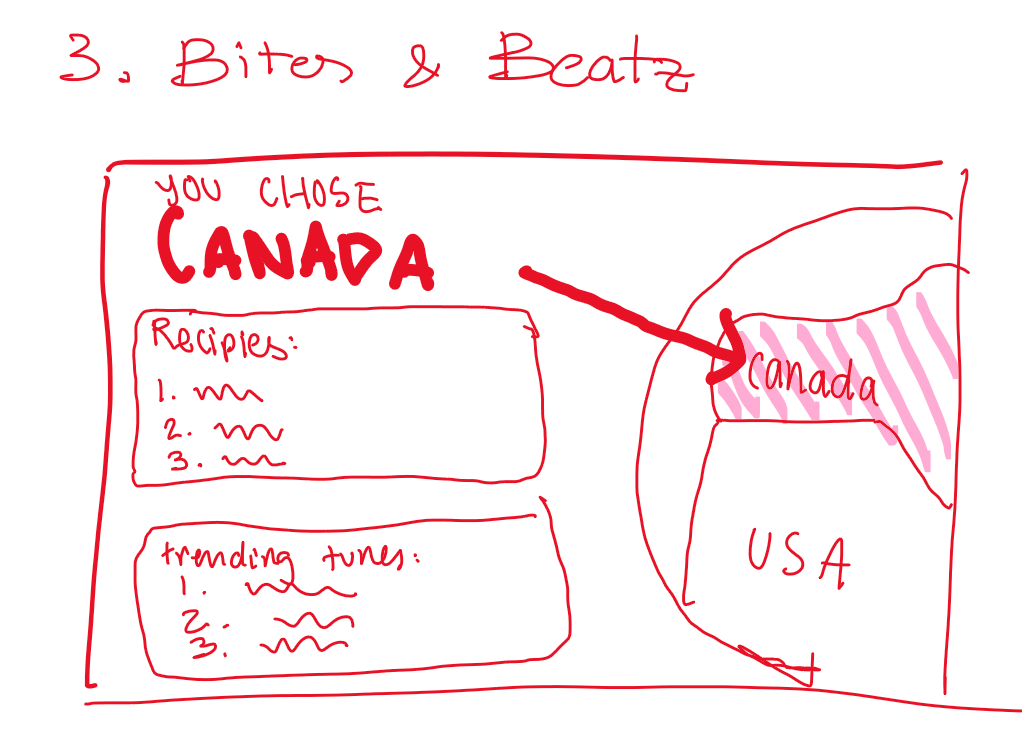 3. Bites & Beatz
YOU CHOSE
CANADA
Recipies:
1.
2.
3.
trending tunes:
1.
2.
3.
Canada
USA